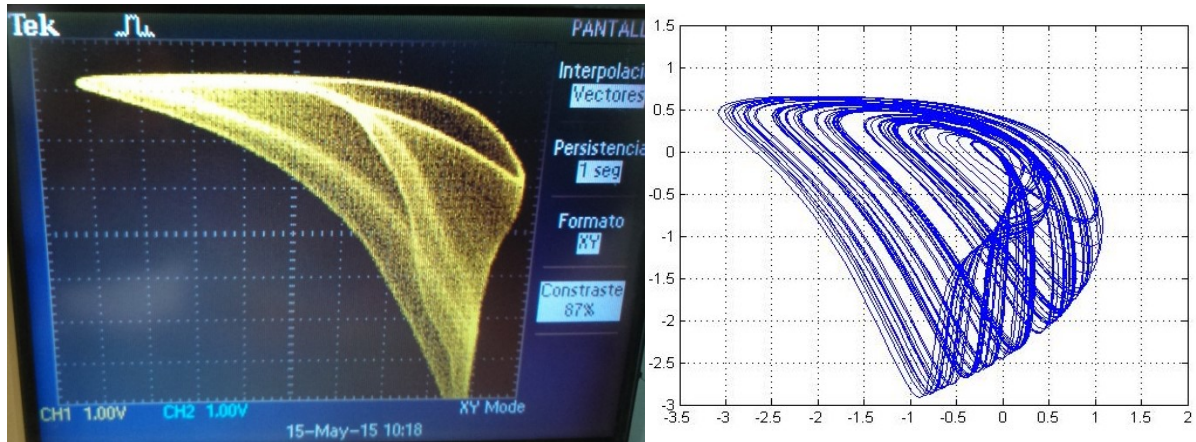 Tek
PANTALL
Interpolaci
Vectores
Persistencia
1 seg
Formato
XY
Constraste
87%
CH1 1.00V CH2 1.00V XY Mode
15-May-15 10:18
1.5
1
0.5
0
-0.5
-1
-1.5
-2
-2.5
-3
-3.5 -3 -2.5 -2 -1.5 -1 -0.5 0 0.5 1 1.5 2